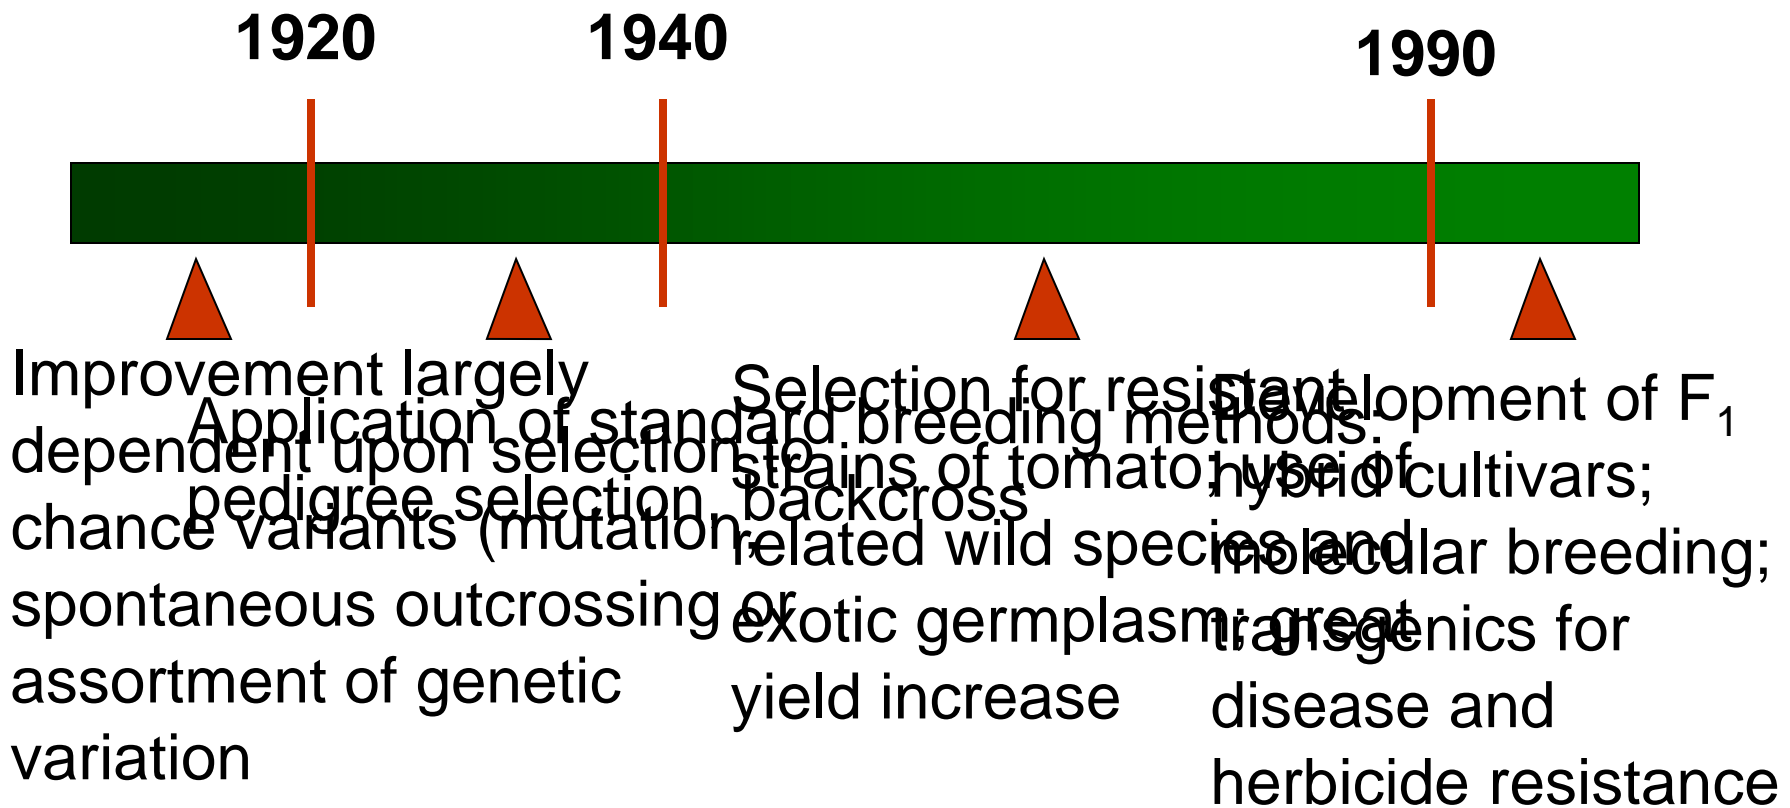 1920
1940
1990
Improvement largely
dependent upon selection to
chance variants (mutation,
spontaneous outcrossing or
assortment of genetic
variation
Application of standard breeding methods:
pedigree selection, backcross
Selection for resistant
strains of tomato; use of
related wild species and
exotic germplasm; great
yield increase
Development of F₁
hybrid cultivars;
molecular breeding;
transgenics for
disease and
herbicide resistance